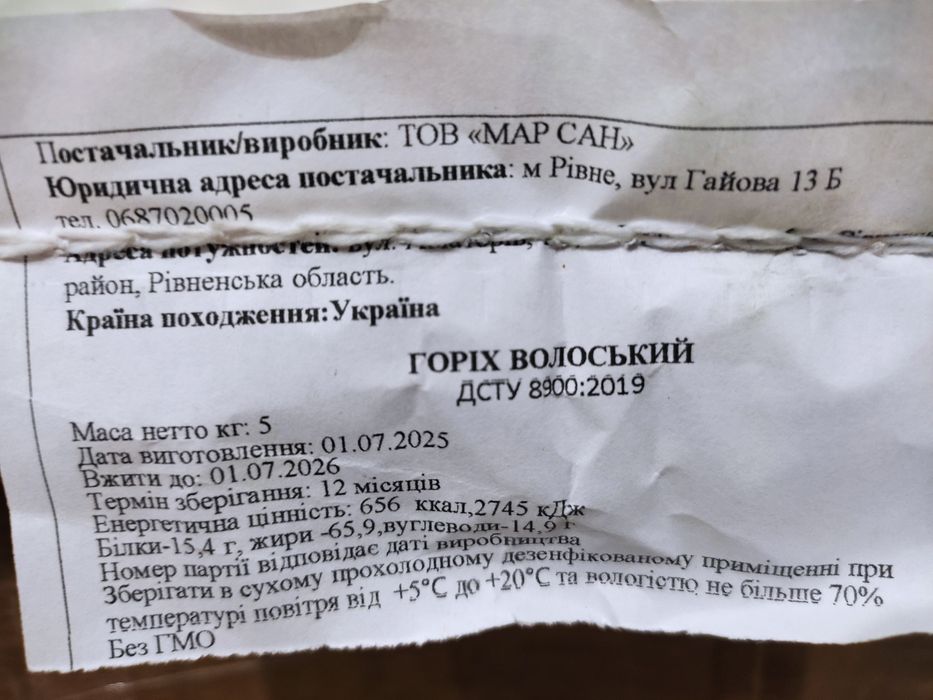 Постачальник/виробник: ТОВ «МАР САН»
Юридична адреса постачальника: м Рівне, вул Гайова 13 Б
тел. 0687020005
Адреса потужностей: вул.
район, Рівненська область.
Країна походження:Україна
ГОРІХ ВОЛОСЬКИЙ
ДСТУ 8900:2019
Маса нетто кг: 5
Дата виготовлення: 01.07.2025
Вжити до: 01.07.2026
Термін зберігання: 12 місяців
Енергетична цінність: 656 ккал,2745 кДж
Білки-15,4 г, жири -65,9,вуглеводи-14,9 г
Номер партії відповідає даті виробництва
Зберігати в сухому прохолодному дезенфікованому приміщенні при
температурі повітря від +5°C до +20°C та вологістю не більше 70%
Без ГМО